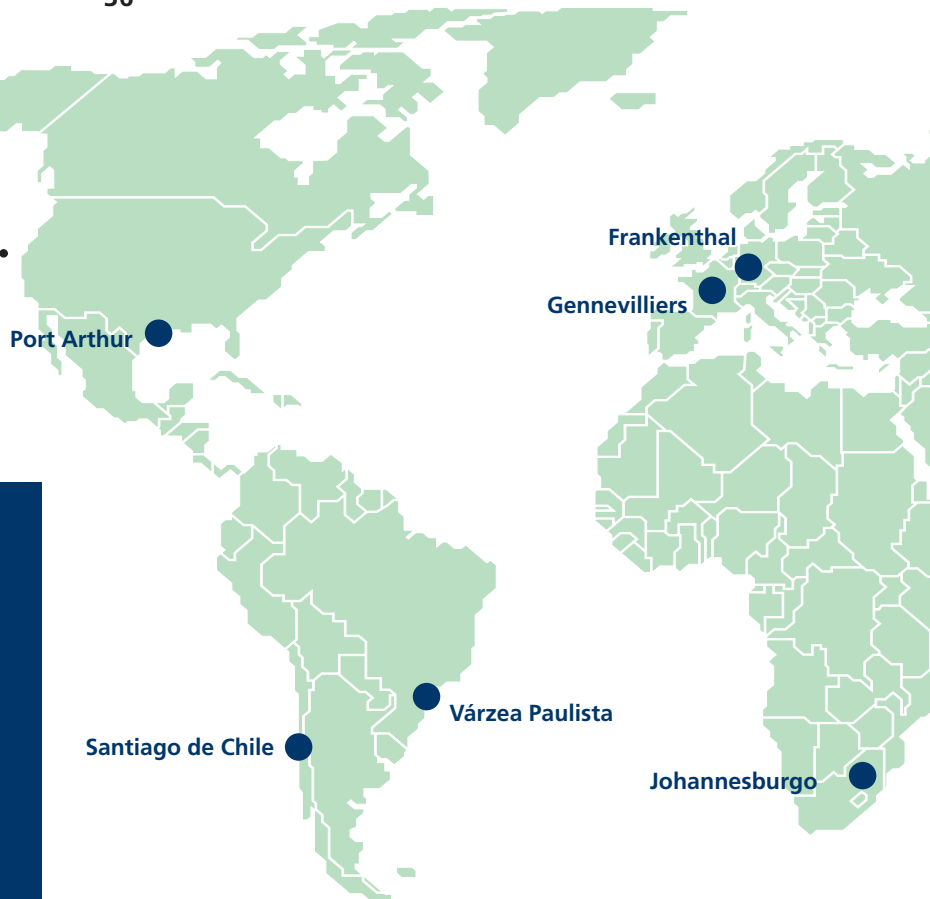 Frankenthal
Gennevilliers
Port Arthur
Várzea Paulista
Santiago de Chile
Johannesburgo